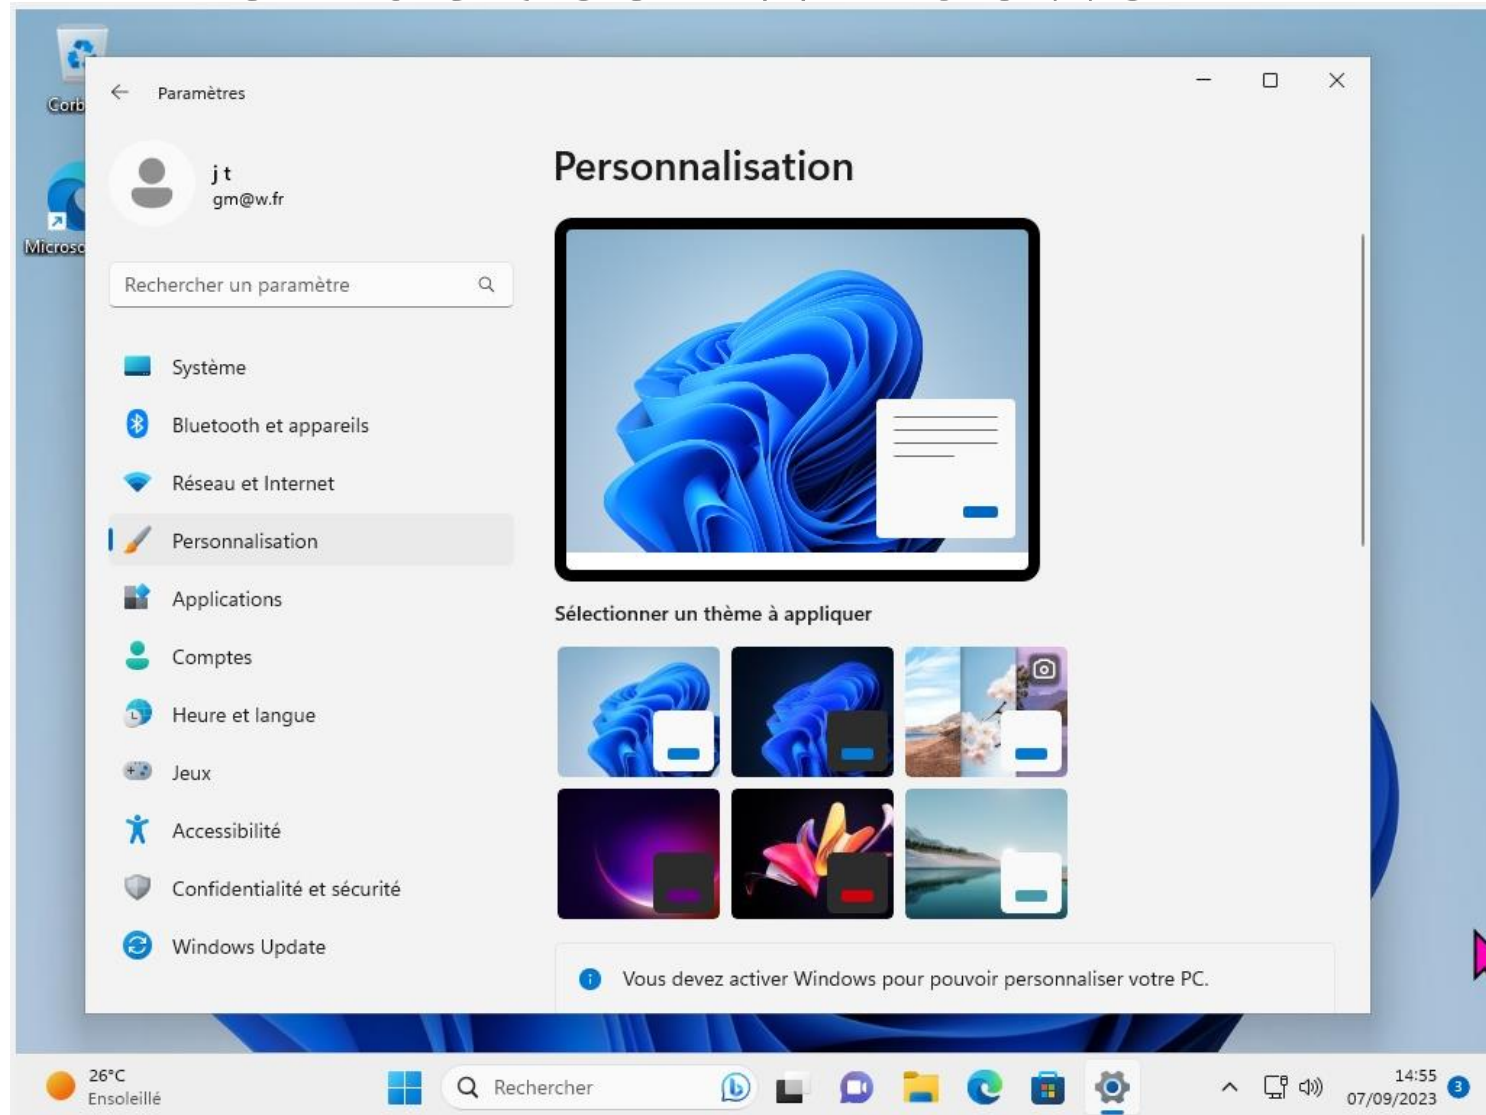 Corb
Microso
Paramètres
j t
gm@w.fr
Rechercher un paramètre
Système
Bluetooth et appareils
Réseau et Internet
Personnalisation
Applications
Comptes
Heure et langue
Jeux
Accessibilité
Confidentialité et sécurité
Windows Update
Personnalisation
Sélectionner un thème à appliquer
Vous devez activer Windows pour pouvoir personnaliser votre PC.
26°C
Ensoleillé
Rechercher
14:55
07/09/2023
3